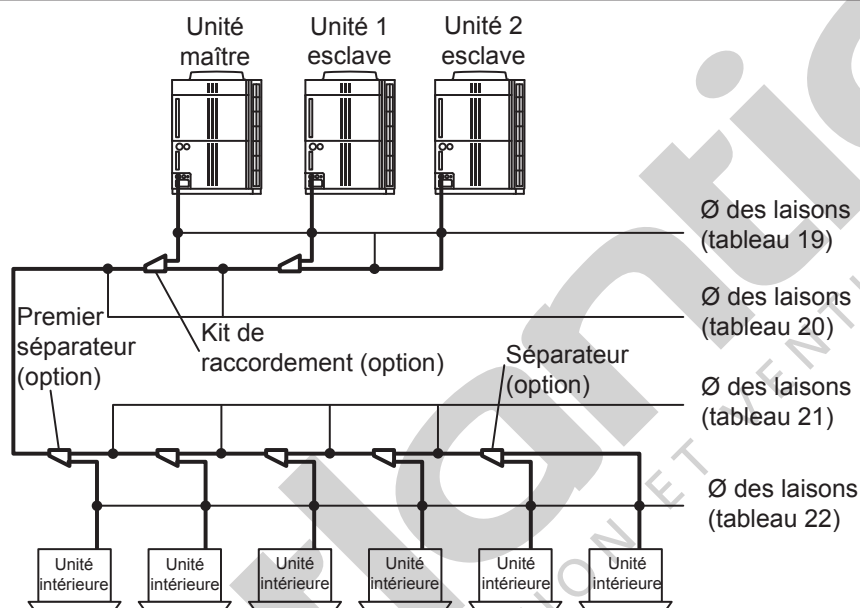 Unité
maître
Unité 1
esclave
Unité 2
esclave
Ø des laisons
(tableau 19)
Ø des laisons
(tableau 20)
Premier
séparateur
(option)
Kit de
raccordement (option)
Séparateur
(option)
Ø des laisons
(tableau 21)
Ø des laisons
(tableau 22)
Unité
intérieure
Unité
intérieure
Unité
intérieure
Unité
intérieure
Unité
intérieure
Unité
intérieure